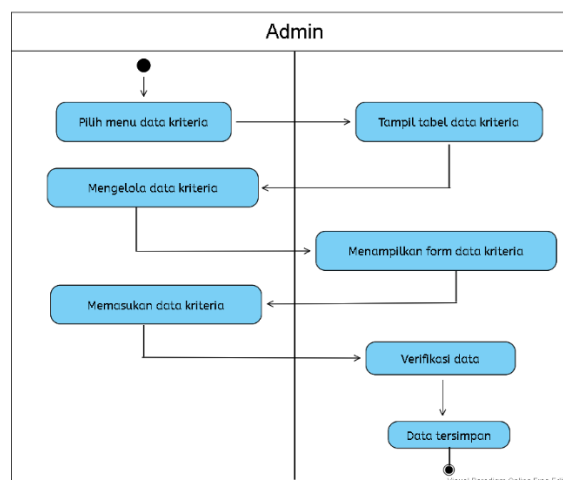 Admin
Pilih menu data kriteria
Tampil tabel data kriteria
Mengelola data kriteria
Menampilkan form data kriteria
Memasukan data kriteria
Verifikasi data
Data tersimpan